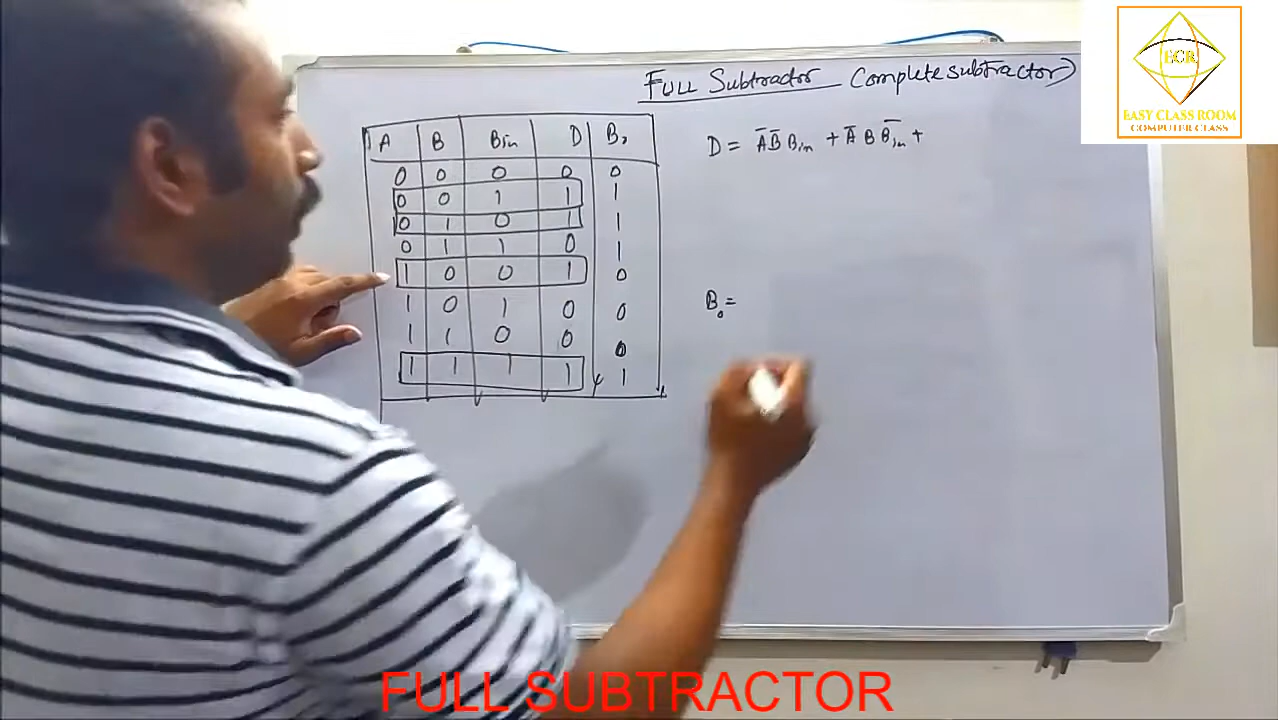 ECR
EASY CLASS ROOM
COMPUTER CLASS
FULL Subtractor (Complete subtractor)
A B Bin D Bo
0 0 0 0 0
0 0 1 1 1
0 1 0 1 1
0 1 1 0 1
1 0 0 1 0
1 0 1 0 0
1 1 0 0 0
1 1 1 1 1
D = A̅ B̅ Bin + A̅ B B̅in +
Bo =
FULL SUBTRACTOR